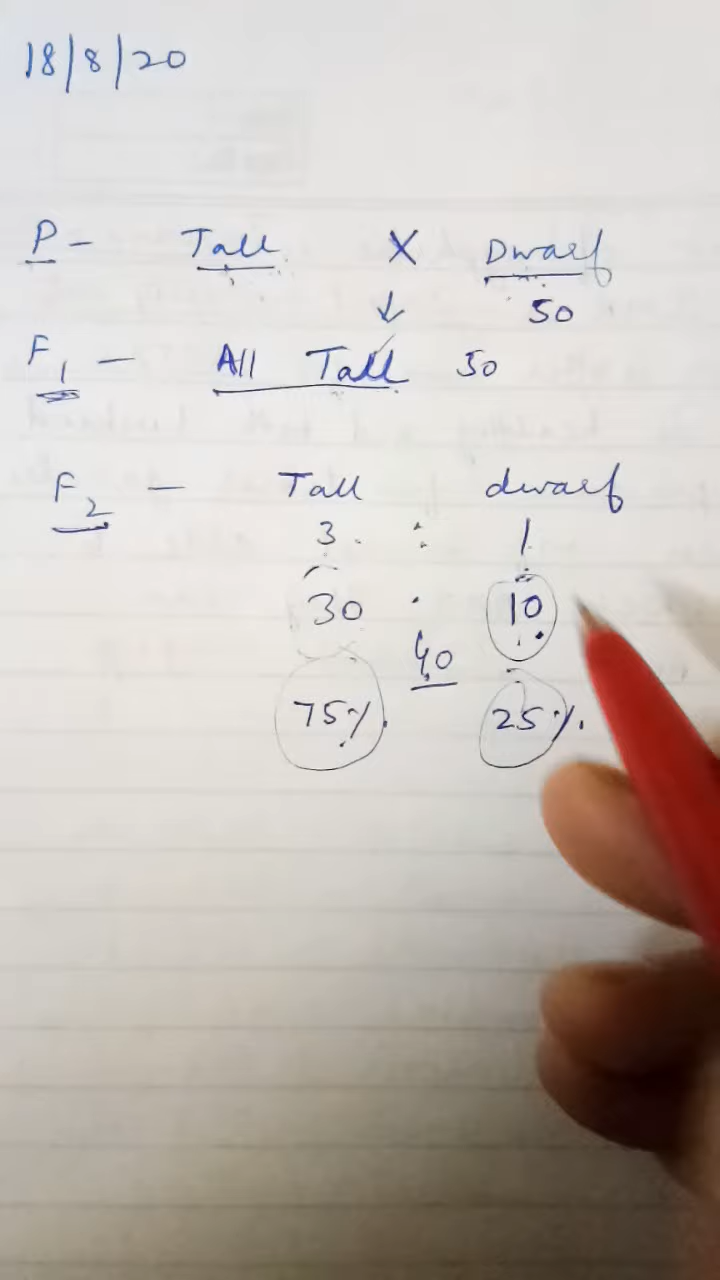 18/8/20
P - Tall X Dwarf
↓ 50
F1 - All Tall 50
F2 - Tall dwarf
3 : 1
30 . 10
40
75% 25%.